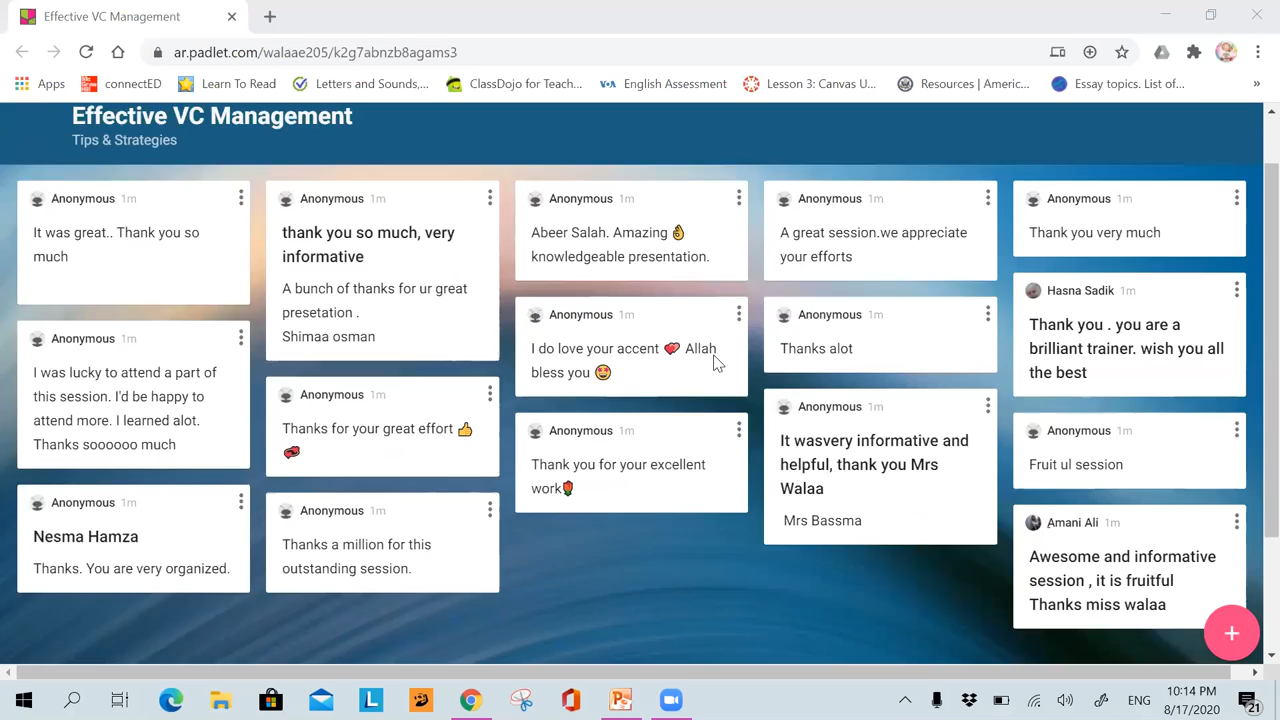 Effective VC Management
ar.padlet.com/walaae205/k2g7abnzb8agams3
Apps
connectED
Learn To Read
Letters and Sounds,...
ClassDojo for Teach...
VOA
English Assessment
Lesson 3: Canvas U...
Resources | Americ...
Essay topics. List of...
»
Effective VC Management
Tips & Strategies
Anonymous 1m
It was great.. Thank you so
much
Anonymous 1m
I was lucky to attend a part of
this session. I'd be happy to
attend more. I learned alot.
Thanks soooooo much
Anonymous 1m
Nesma Hamza
Thanks. You are very organized.
Anonymous 1m
thank you so much, very
informative
A bunch of thanks for ur great
presetation .
Shimaa osman
Anonymous 1m
Thanks for your great effort 👍
💞
Anonymous 1m
Thanks a million for this
outstanding session.
Anonymous 1m
Abeer Salah. Amazing 👌
knowledgeable presentation.
Anonymous 1m
I do love your accent 💕 Allah
bless you 🤩
Anonymous 1m
Thank you for your excellent
work🌹
Anonymous 1m
A great session.we appreciate
your efforts
Anonymous 1m
Thanks alot
Anonymous 1m
It wasvery informative and
helpful, thank you Mrs
Walaa
Mrs Bassma
Anonymous 1m
Thank you very much
Hasna Sadik 1m
Thank you . you are a
brilliant trainer. wish you all
the best
Anonymous 1m
Fruit ul session
Amani Ali 1m
Awesome and informative
session , it is fruitful
Thanks miss walaa
+
L
ENG
10:14 PM
8/17/2020
21